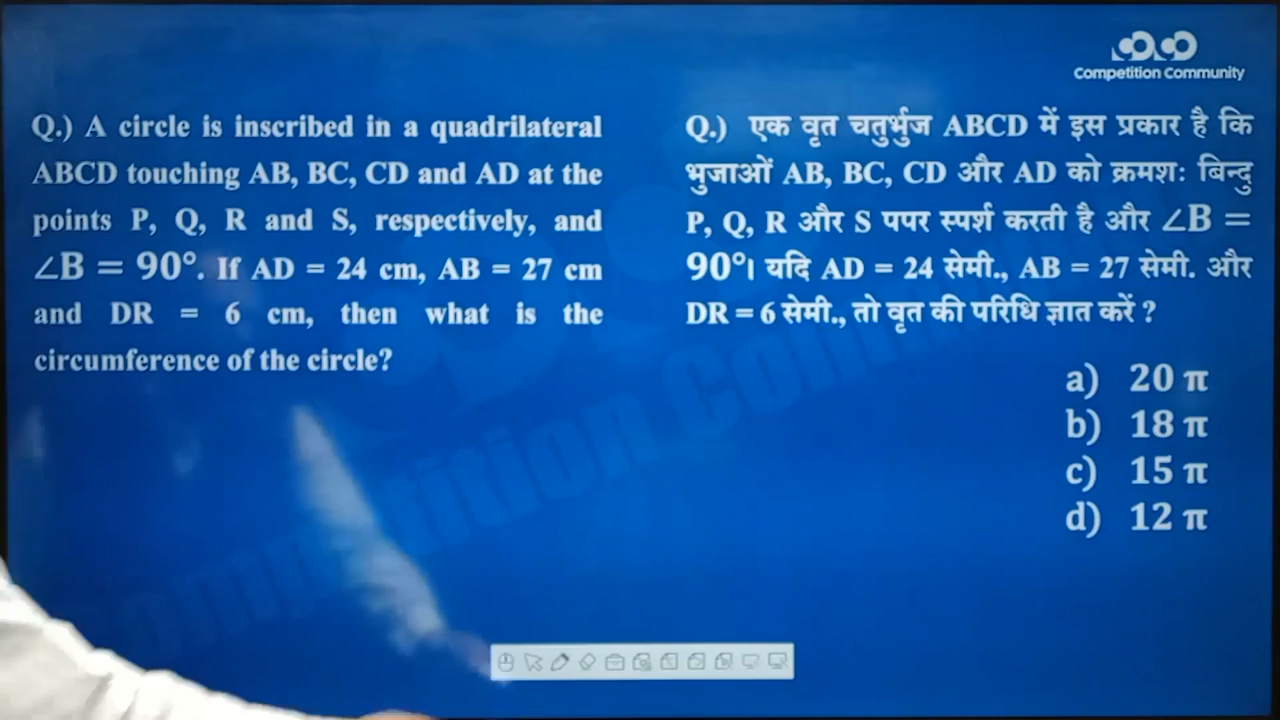 Competition Community
Q.) A circle is inscribed in a quadrilateral
ABCD touching AB, BC, CD and AD at the
points P, Q, R and S, respectively, and
∠B = 90°. If AD = 24 cm, AB = 27 cm
and DR = 6 cm, then what is the
circumference of the circle?
Q.) एक वृत चतुर्भुज ABCD में इस प्रकार है कि
भुजाओं AB, BC, CD और AD को क्रमशः बिन्दु
P, Q, R और S पपर स्पर्श करती है और ∠B =
90°। यदि AD = 24 सेमी., AB = 27 सेमी. और
DR = 6 सेमी., तो वृत की परिधि ज्ञात करें ?
a) 20 π
b) 18 π
c) 15 π
d) 12 π
Competition Community